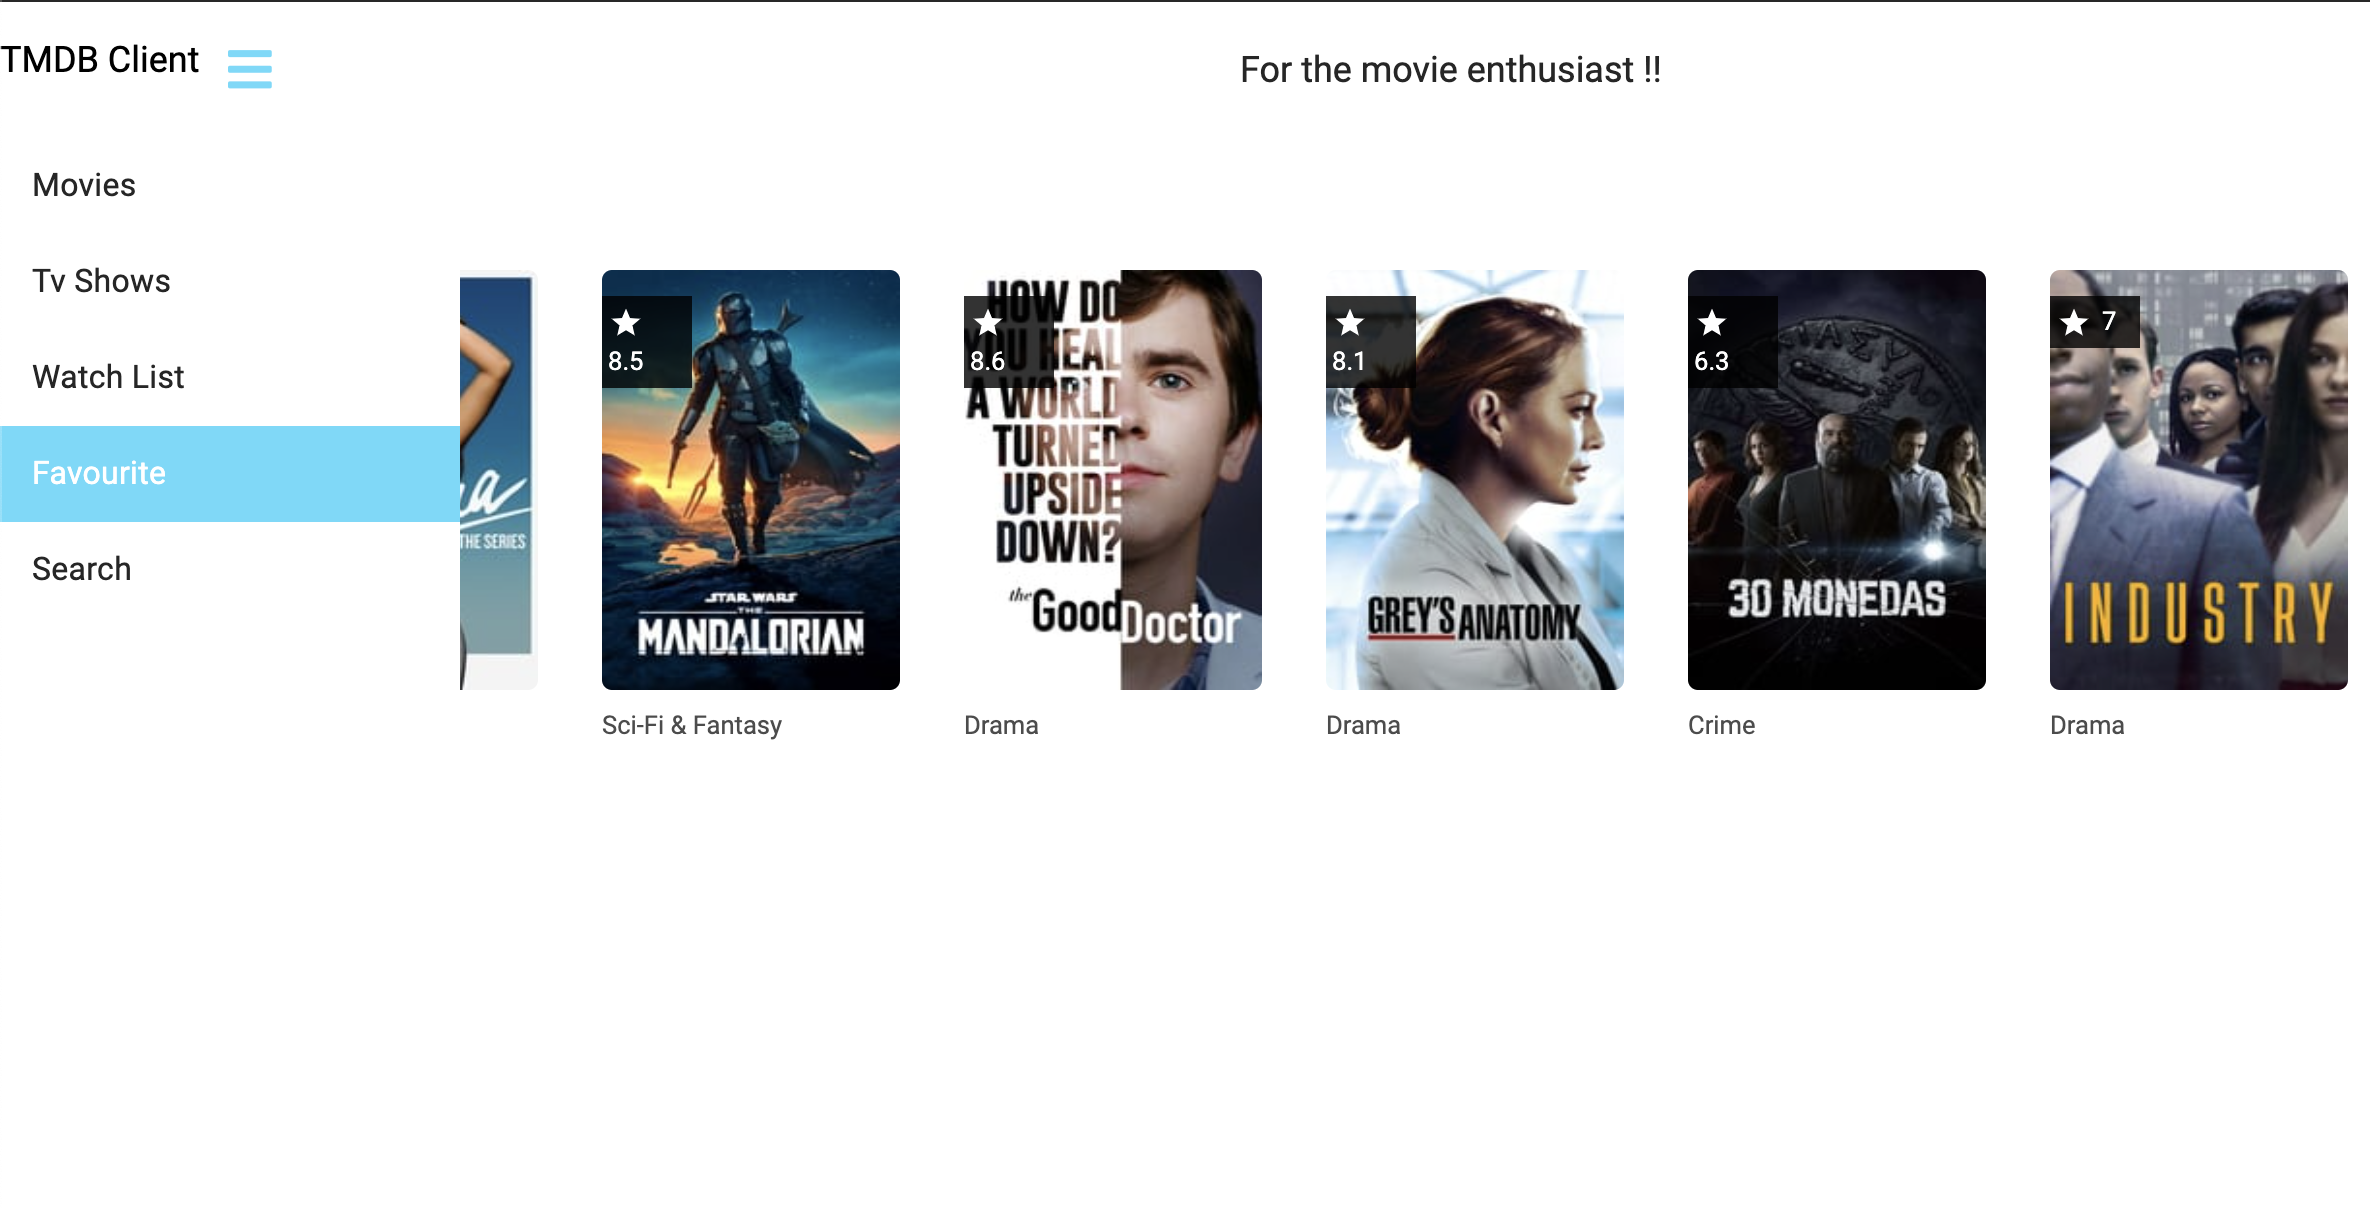 TMDB Client
For the movie enthusiast !!
Movies
Tv Shows
Watch List
Favourite
Search
THE SERIES
8.5
STAR WARS
THE
MANDALORIAN
Sci-Fi & Fantasy
8.6
HOW DO
YOU HEAL
A WORLD
TURNED
UPSIDE
DOWN?
the Good Doctor
Drama
8.1
GREY'S ANATOMY
Drama
6.3
30 MONEDAS
Crime
7
INDUSTRY
Drama